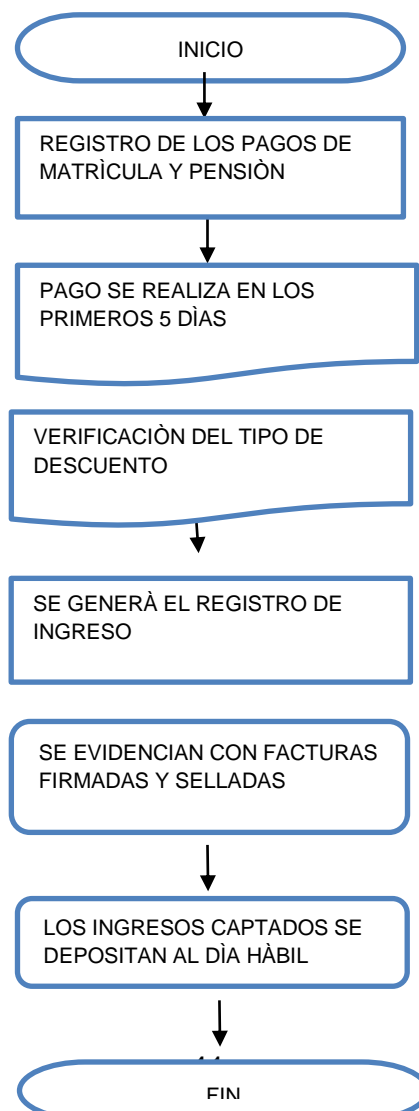 INICIO
REGISTRO DE LOS PAGOS DE
MATRÌCULA Y PENSIÒN
PAGO SE REALIZA EN LOS
PRIMEROS 5 DÌAS
VERIFICACIÒN DEL TIPO DE
DESCUENTO
SE GENERÀ EL REGISTRO DE
INGRESO
SE EVIDENCIAN CON FACTURAS
FIRMADAS Y SELLADAS
LOS INGRESOS CAPTADOS SE
DEPOSITAN AL DÌA HÀBIL
FIN